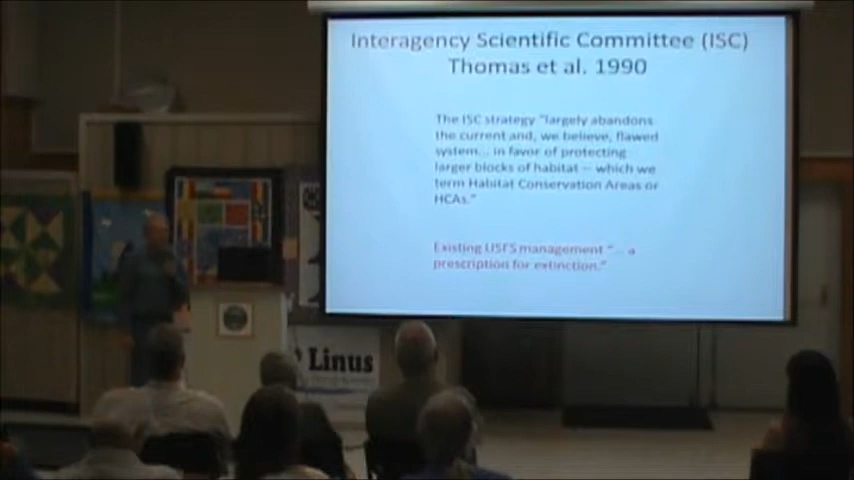 Interagency Scientific Committee (ISC)
Thomas et al. 1990
The ISC strategy "largely abandons
the current and, we believe, flawed
system... in favor of protecting
larger blocks of habitat -- which we
term Habitat Conservation Areas or
HCAs."
Existing USFS management "... a
prescription for extinction."
Linus